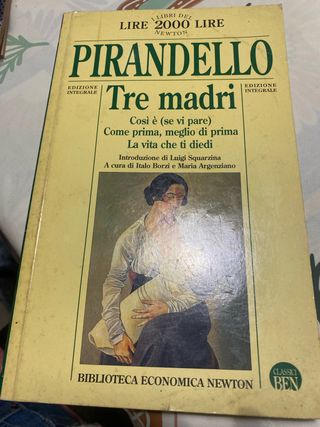 I LIBRI DEL
LIRE 2000 LIRE
NEWTON
PIRANDELLO
EDIZIONE
INTEGRALE
EDIZIONE
INTEGRALE
Tre madri
Così è (se vi pare)
Come prima, meglio di prima
La vita che ti diedi
Introduzione di Luigi Squarzina
A cura di Italo Borzi e Maria Argenziano
BIBLIOTECA ECONOMICA NEWTON
CLASSICI
BEN